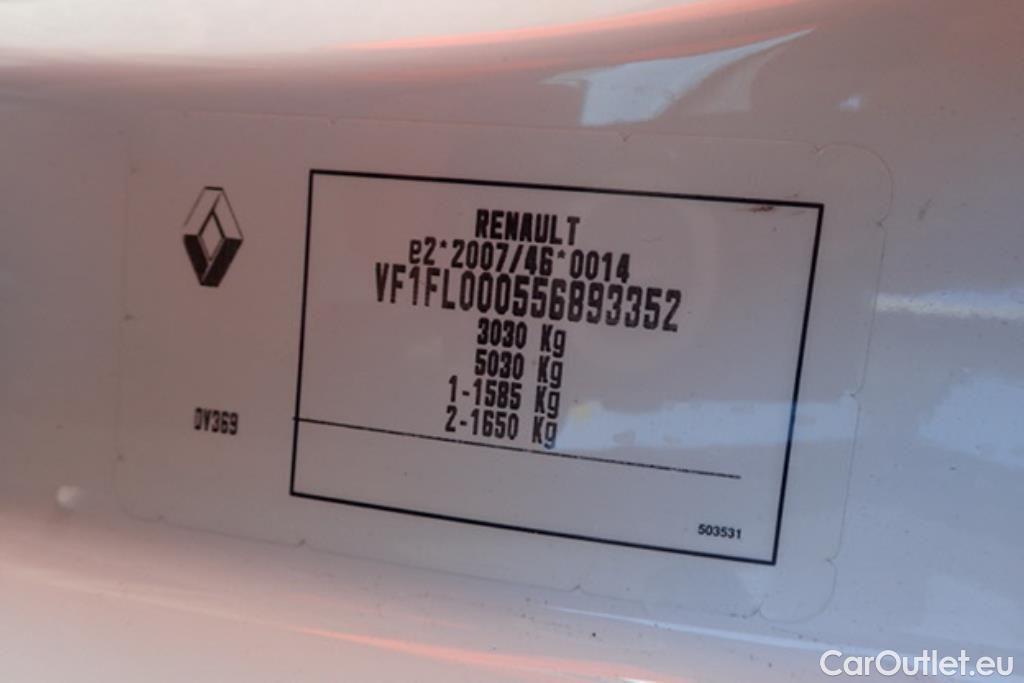 RENAULT
e2*2007/46*0014
VF1FL000556893352
3030 Kg
5030 Kg
1-1585 Kg
2-1650 Kg
DV369
503531
CarOutlet.eu